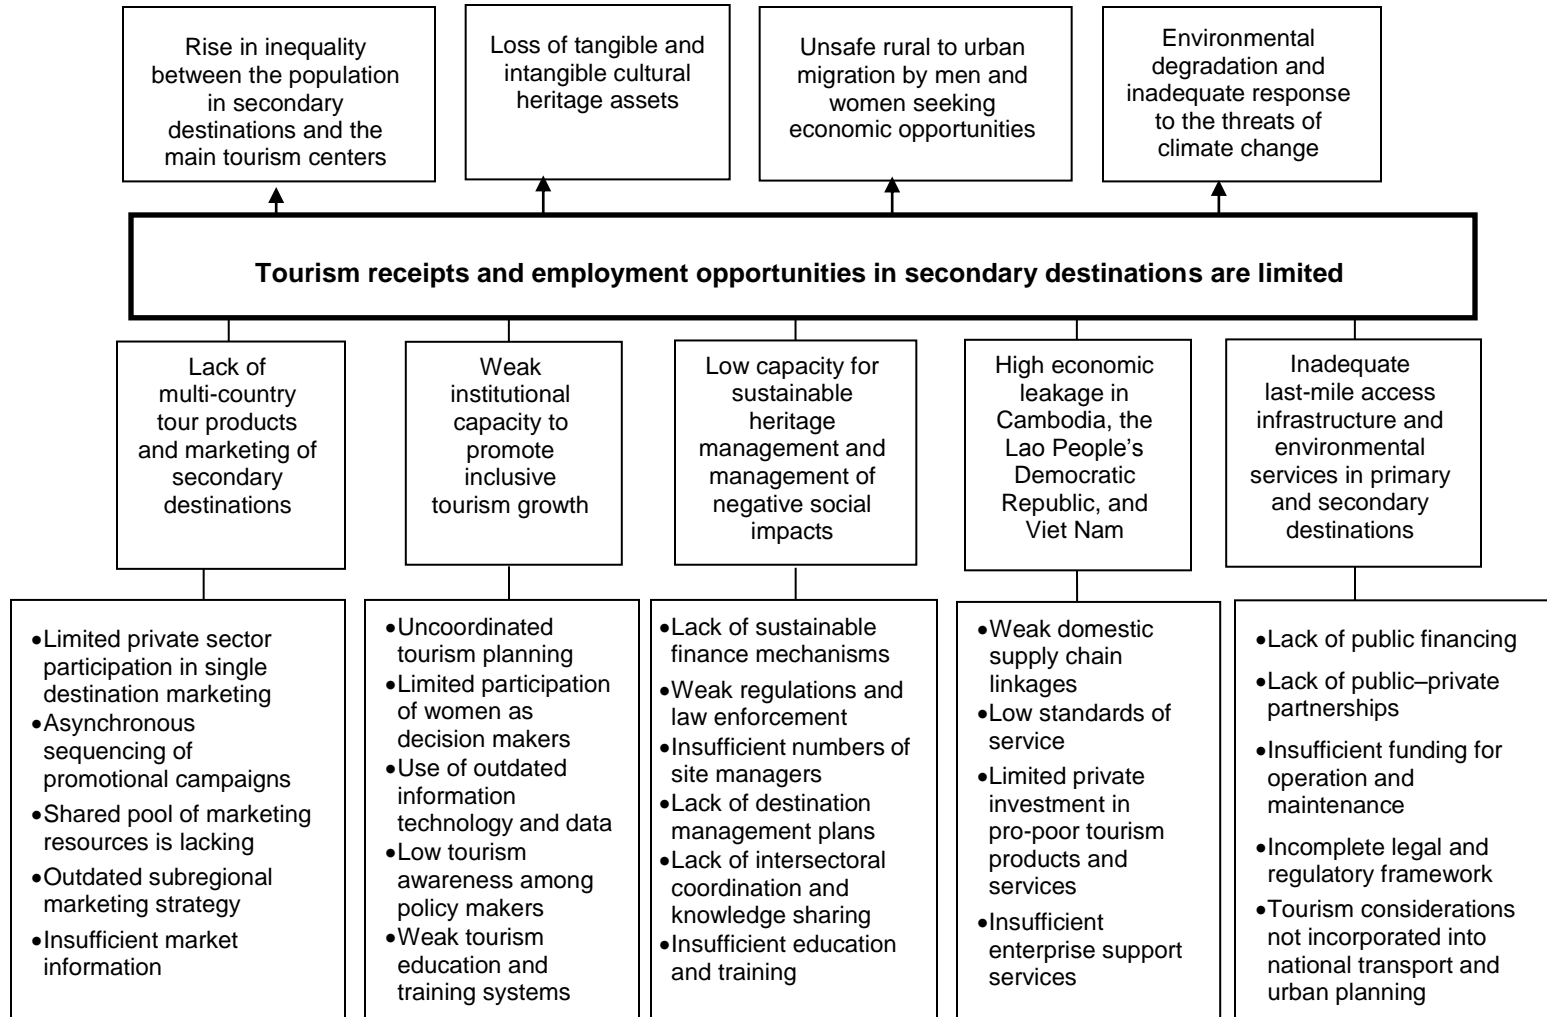 Rise in inequality
between the population
in secondary
destinations and the
main tourism centers
Loss of tangible and
intangible cultural
heritage assets
Unsafe rural to urban
migration by men and
women seeking
economic opportunities
Environmental
degradation and
inadequate response
to the threats of
climate change
Tourism receipts and employment opportunities in secondary destinations are limited
Lack of
multi-country
tour products
and marketing of
secondary
destinations
Weak
institutional
capacity to
promote
inclusive
tourism growth
Low capacity for
sustainable
heritage
management and
management of
negative social
impacts
High economic
leakage in
Cambodia, the
Lao People’s
Democratic
Republic, and
Viet Nam
Inadequate
last-mile access
infrastructure and
environmental
services in primary
and secondary
destinations
•Limited private sector
participation in single
destination marketing
•Asynchronous
sequencing of
promotional campaigns
•Shared pool of marketing
resources is lacking
•Outdated subregional
marketing strategy
•Insufficient market
information
•Uncoordinated
tourism planning
•Limited participation
of women as
decision makers
•Use of outdated
information
technology and data
•Low tourism
awareness among
policy makers
•Weak tourism
education and
training systems
•Lack of sustainable
finance mechanisms
•Weak regulations and
law enforcement
•Insufficient numbers of
site managers
•Lack of destination
management plans
•Lack of intersectoral
coordination and
knowledge sharing
•Insufficient education
and training
•Weak domestic
supply chain
linkages
•Low standards of
service
•Limited private
investment in
pro-poor tourism
products and
services
•Insufficient
enterprise support
services
•Lack of public financing
•Lack of public–private
partnerships
•Insufficient funding for
operation and
maintenance
•Incomplete legal and
regulatory framework
•Tourism considerations
not incorporated into
national transport and
urban planning